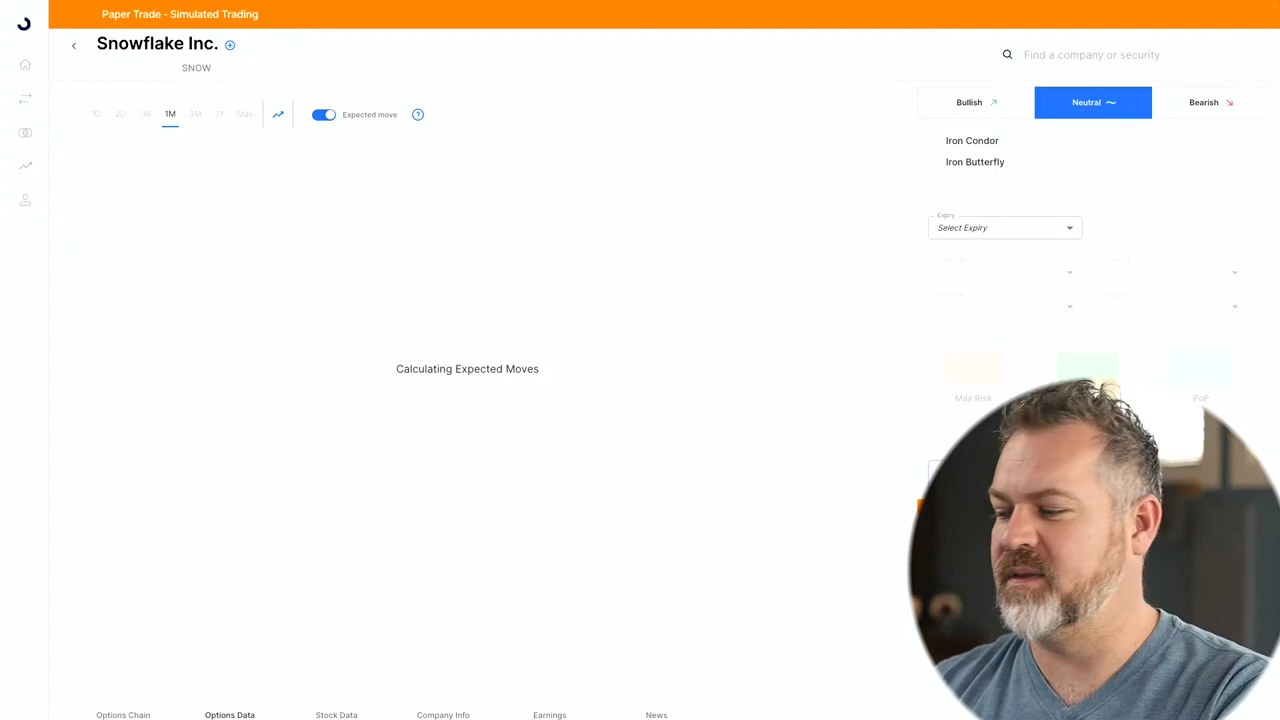 Paper Trade - Simulated Trading
Snowflake Inc.
SNOW
Find a company or security
1D 2D 1W 1M 3M 1Y Max
Expected move
?
Bullish Neutral Bearish
Iron Condor
Iron Butterfly
Expiry
Select Expiry
Calculating Expected Moves
Max Risk
PoP
Options Chain Options Data Stock Data Company Info Earnings News